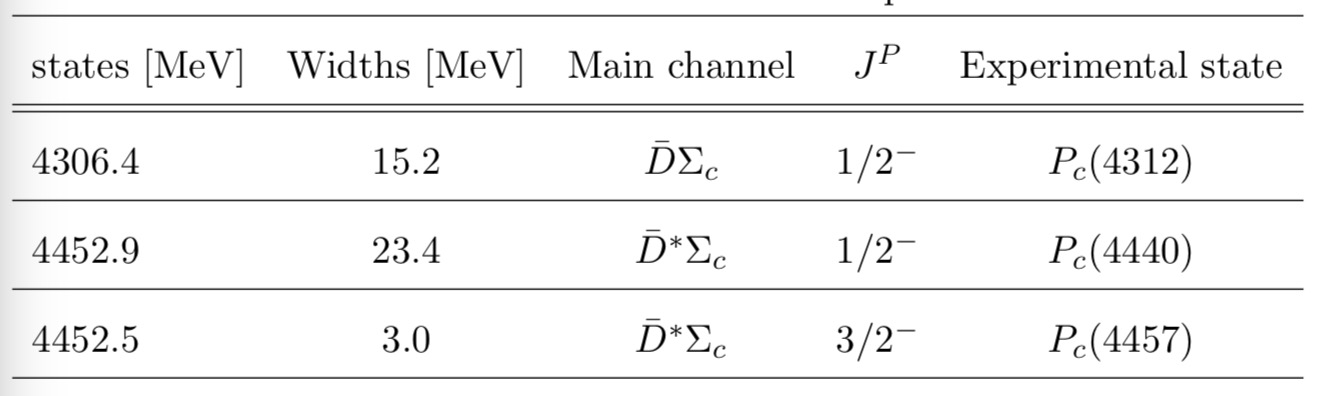 states [MeV] Widths [MeV] Main channel J^P Experimental state
4306.4 15.2 D̄Σ_c 1/2⁻ P_c(4312)
4452.9 23.4 D̄*Σ_c 1/2⁻ P_c(4440)
4452.5 3.0 D̄*Σ_c 3/2⁻ P_c(4457)